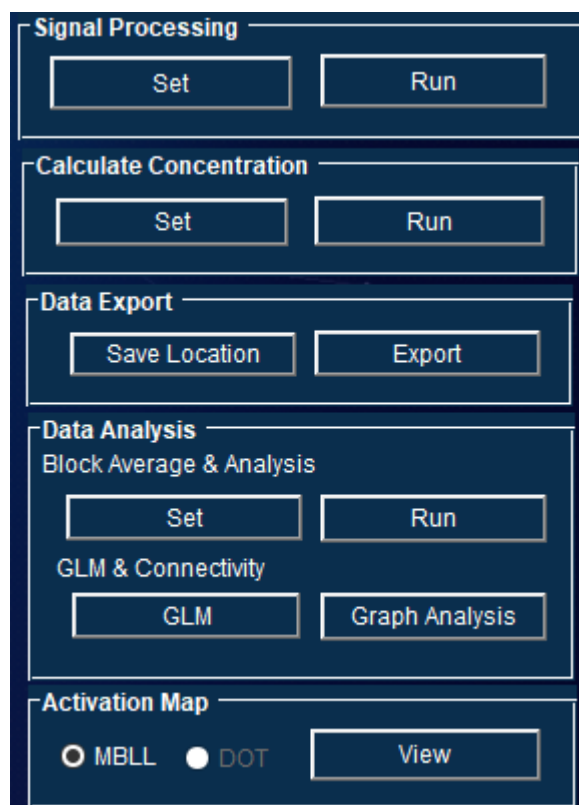 Signal Processing
Set Run
Calculate Concentration
Set Run
Data Export
Save Location Export
Data Analysis
Block Average & Analysis
Set Run
GLM & Connectivity
GLM Graph Analysis
Activation Map
MBLL DOT View